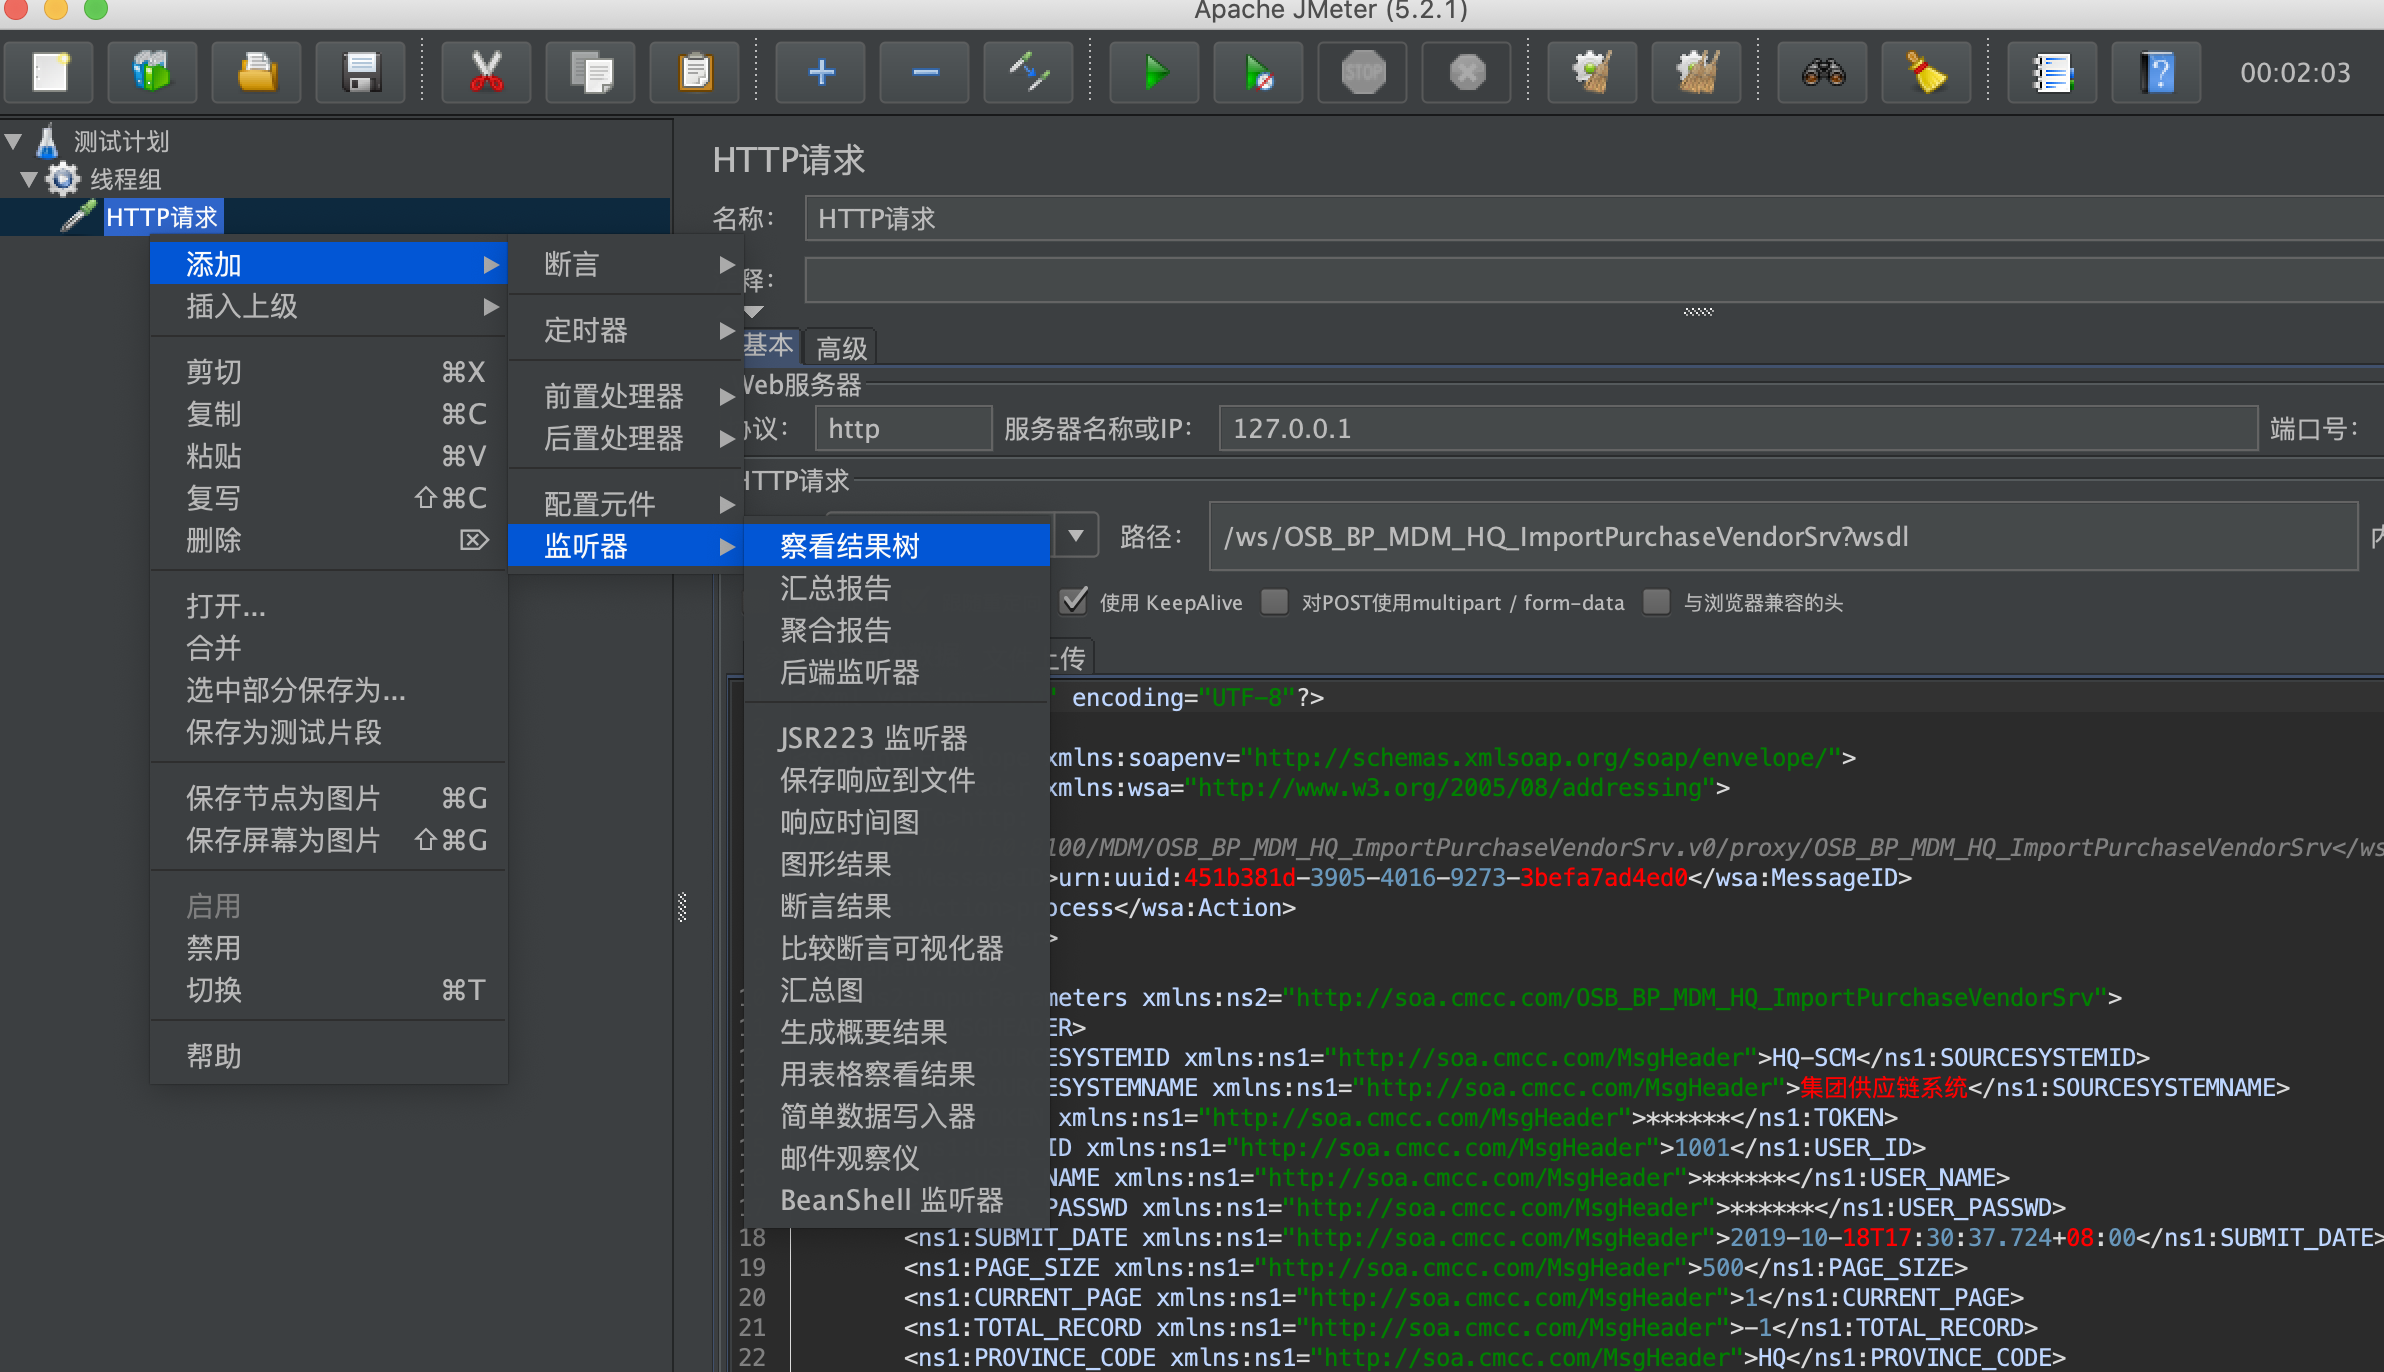 Apache JMeter (5.2.1)
STOP
00:02:03
测试计划
线程组
HTTP请求
添加
插入上级
剪切 ⌘X
复制 ⌘C
粘贴 ⌘V
复写 ⇧⌘C
删除 ⌦
打开...
合并
选中部分保存为...
保存为测试片段
保存节点为图片 ⌘G
保存屏幕为图片 ⇧⌘G
启用
禁用
切换 ⌘T
帮助
断言
定时器
前置处理器
后置处理器
配置元件
监听器
察看结果树
汇总报告
聚合报告
后端监听器
JSR223 监听器
保存响应到文件
响应时间图
图形结果
断言结果
比较断言可视化器
汇总图
生成概要结果
用表格察看结果
简单数据写入器
邮件观察仪
BeanShell 监听器
HTTP请求
名称： HTTP请求
释：
基本 高级
Web服务器
议： http 服务器名称或IP： 127.0.0.1 端口号：
HTTP请求
路径： /ws/OSB_BP_MDM_HQ_ImportPurchaseVendorSrv?wsdl
使用 KeepAlive 对POST使用multipart / form-data 与浏览器兼容的头
上传
" encoding="UTF-8"?>
xmlns:soapenv="http://schemas.xmlsoap.org/soap/envelope/">
xmlns:wsa="http://www.w3.org/2005/08/addressing">
100/MDM/OSB_BP_MDM_HQ_ImportPurchaseVendorSrv.v0/proxy/OSB_BP_MDM_HQ_ImportPurchaseVendorSrv</ws
>urn:uuid:451b381d-3905-4016-9273-3befa7ad4ed0</wsa:MessageID>
ocess</wsa:Action>
>
meters xmlns:ns2="http://soa.cmcc.com/OSB_BP_MDM_HQ_ImportPurchaseVendorSrv">
ER>
ESYSTEMID xmlns:ns1="http://soa.cmcc.com/MsgHeader">HQ-SCM</ns1:SOURCESYSTEMID>
ESYSTEMNAME xmlns:ns1="http://soa.cmcc.com/MsgHeader">集团供应链系统</ns1:SOURCESYSTEMNAME>
xmlns:ns1="http://soa.cmcc.com/MsgHeader">******</ns1:TOKEN>
ID xmlns:ns1="http://soa.cmcc.com/MsgHeader">1001</ns1:USER_ID>
NAME xmlns:ns1="http://soa.cmcc.com/MsgHeader">******</ns1:USER_NAME>
PASSWD xmlns:ns1="http://soa.cmcc.com/MsgHeader">******</ns1:USER_PASSWD>
18 <ns1:SUBMIT_DATE xmlns:ns1="http://soa.cmcc.com/MsgHeader">2019-10-18T17:30:37.724+08:00</ns1:SUBMIT_DATE>
19 <ns1:PAGE_SIZE xmlns:ns1="http://soa.cmcc.com/MsgHeader">500</ns1:PAGE_SIZE>
20 <ns1:CURRENT_PAGE xmlns:ns1="http://soa.cmcc.com/MsgHeader">1</ns1:CURRENT_PAGE>
21 <ns1:TOTAL_RECORD xmlns:ns1="http://soa.cmcc.com/MsgHeader">-1</ns1:TOTAL_RECORD>
22 <ns1:PROVINCE_CODE xmlns:ns1="http://soa.cmcc.com/MsgHeader">HQ</ns1:PROVINCE_CODE>